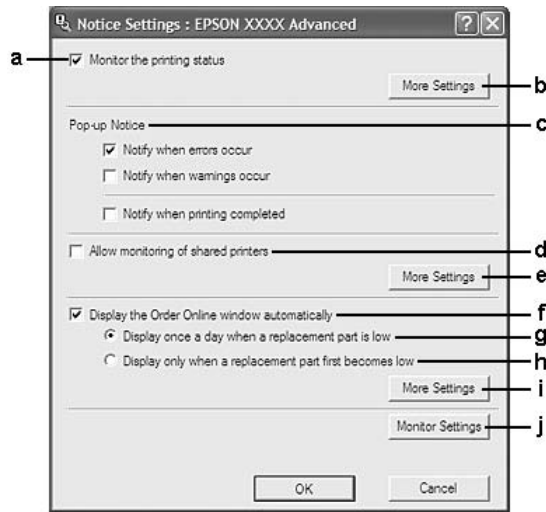 Notice Settings : EPSON XXXX Advanced
a
Monitor the printing status
More Settings
b
Pop-up Notice
c
Notify when errors occur
Notify when warnings occur
Notify when printing completed
Allow monitoring of shared printers
d
More Settings
e
Display the Order Online window automatically
f
Display once a day when a replacement part is low
g
Display only when a replacement part first becomes low
h
More Settings
i
Monitor Settings
j
OK
Cancel